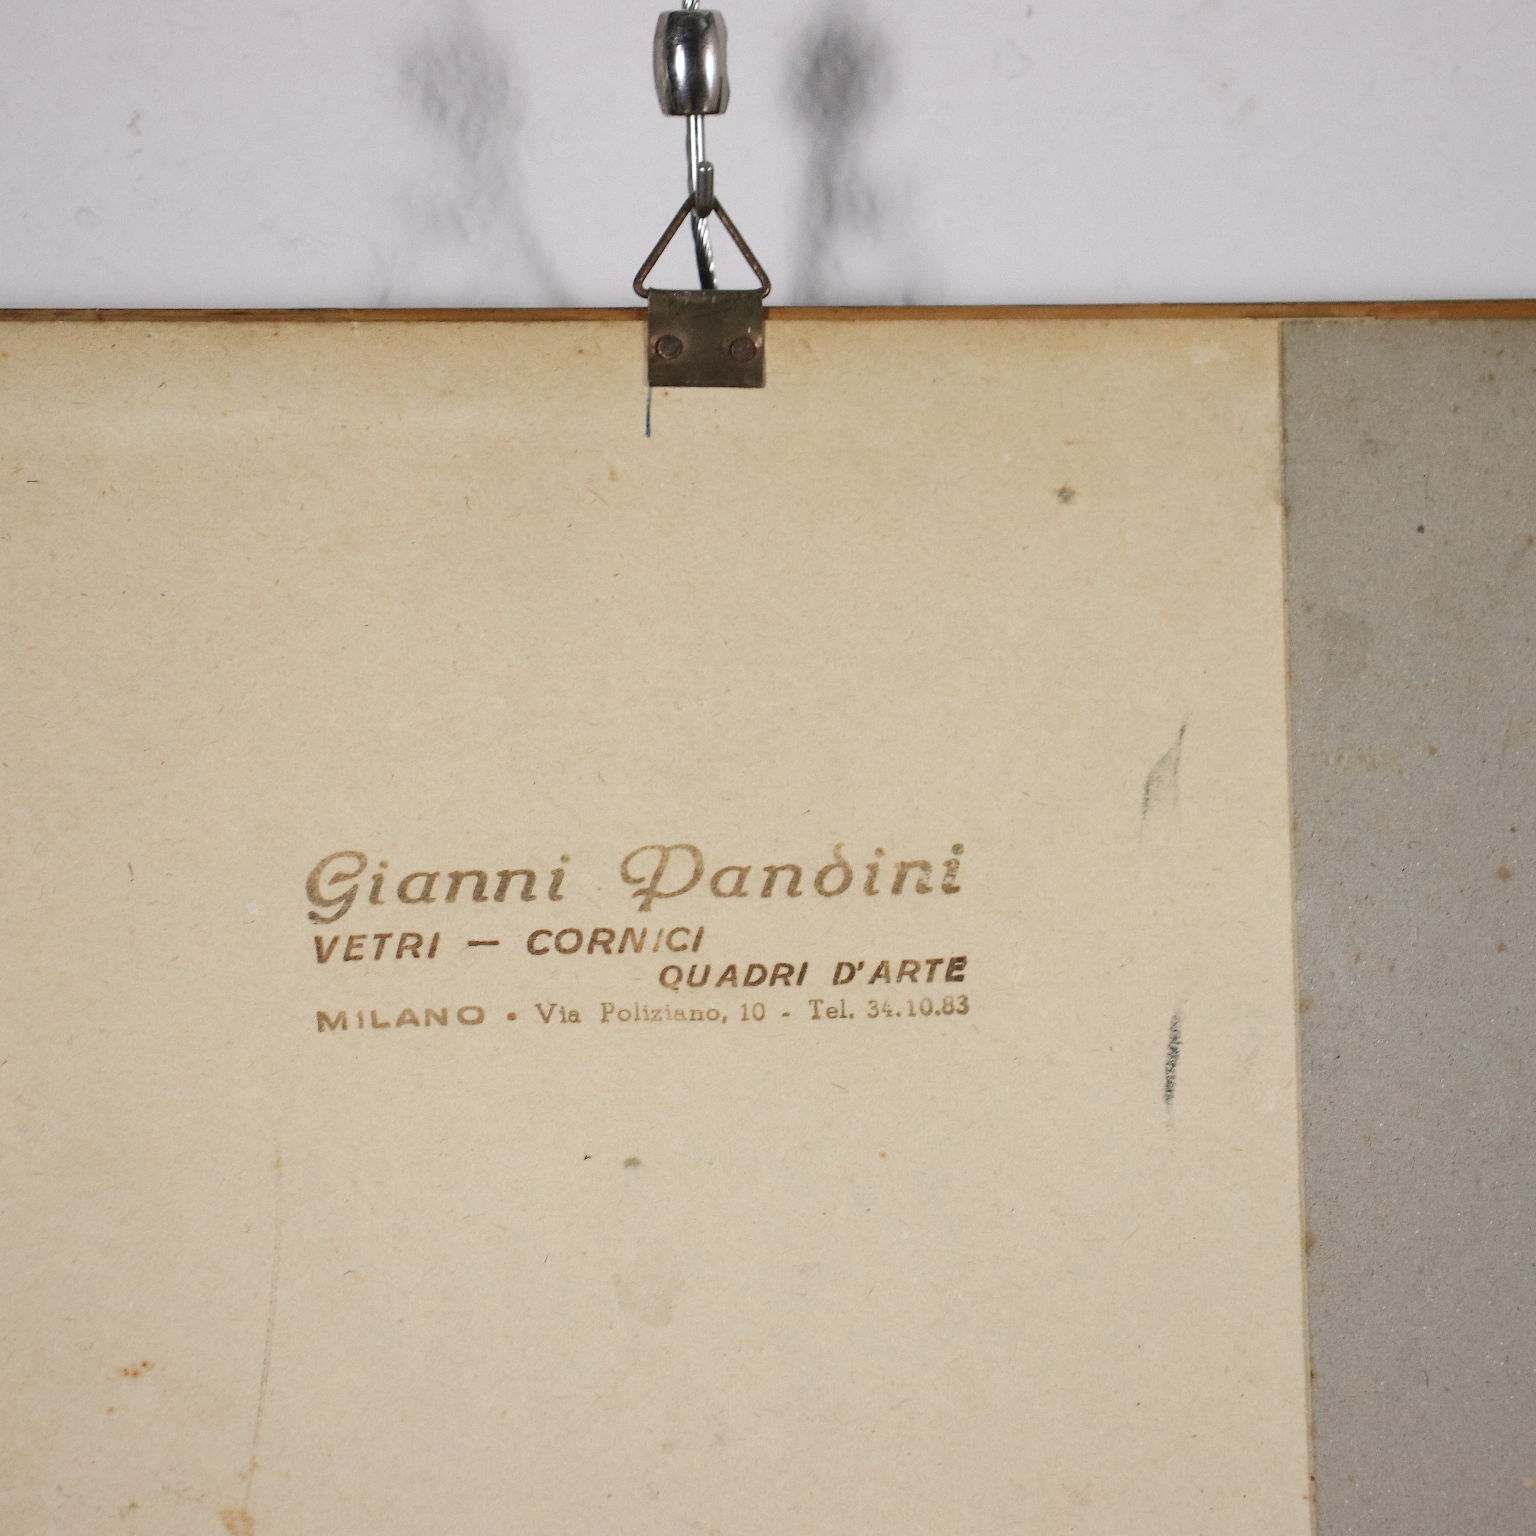 Gianni Pandini
VETRI — CORNICI
QUADRI D'ARTE
MILANO • Via Poliziano, 10 - Tel. 34.10.83